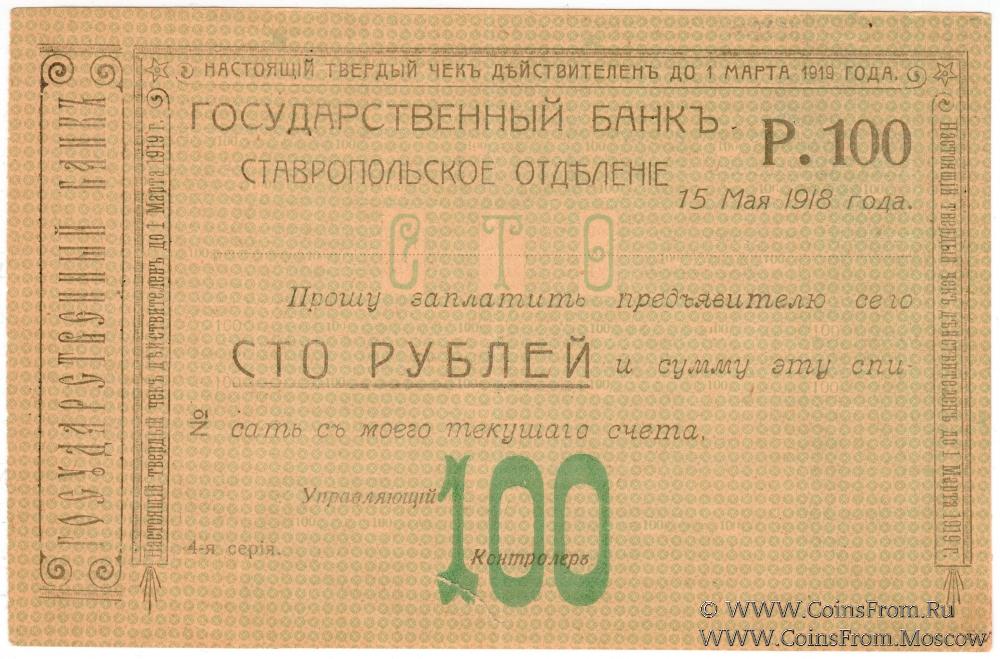 НАСТОЯЩІЙ ТВЕРДЫЙ ЧЕКЪ ДѢЙСТВИТЕЛЕНЪ ДО 1 МАРТА 1919 ГОДА.
ГОСУДАРСТВЕННЫЙ БАНКЪ
Настоящій твердый чекъ дѣйствителенъ до 1 Марта 1919 г.
ГОСУДАРСТВЕННЫЙ БАНКЪ
Р. 100
СТАВРОПОЛЬСКОЕ ОТДѢЛЕНІЕ
15 Мая 1918 года.
СТО
Прошу заплатить предъявителю сего
СТО РУБЛЕЙ и сумму эту спи-
№ сать съ моего текушаго счета.
Управляющій
100
4-я серія.
Контролеръ
Настоящій твердый чекъ дѣйствителенъ до 1 Марта 1919 г.
© WWW.CoinsFrom.Ru
WWW.CoinsFrom.Moscow